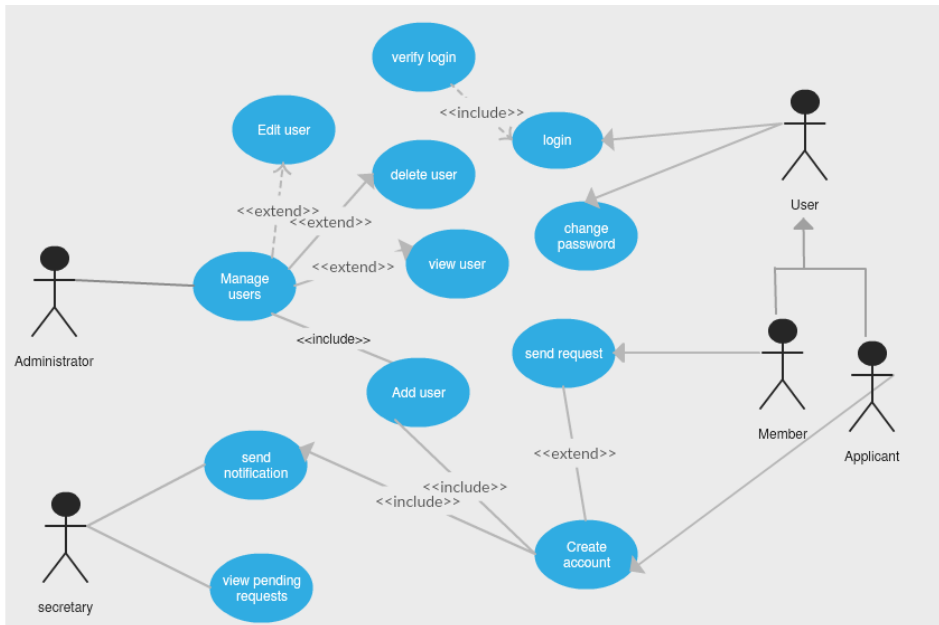 verify login
<<include>>
Edit user
login
delete user
User
<<extend>>
<<extend>>
change
password
<<extend>>
view user
Manage
users
Administrator
<<include>>
send request
Add user
Member
Applicant
<<extend>>
send
notification
<<include>>
<<include>>
Create
account
view pending
requests
secretary